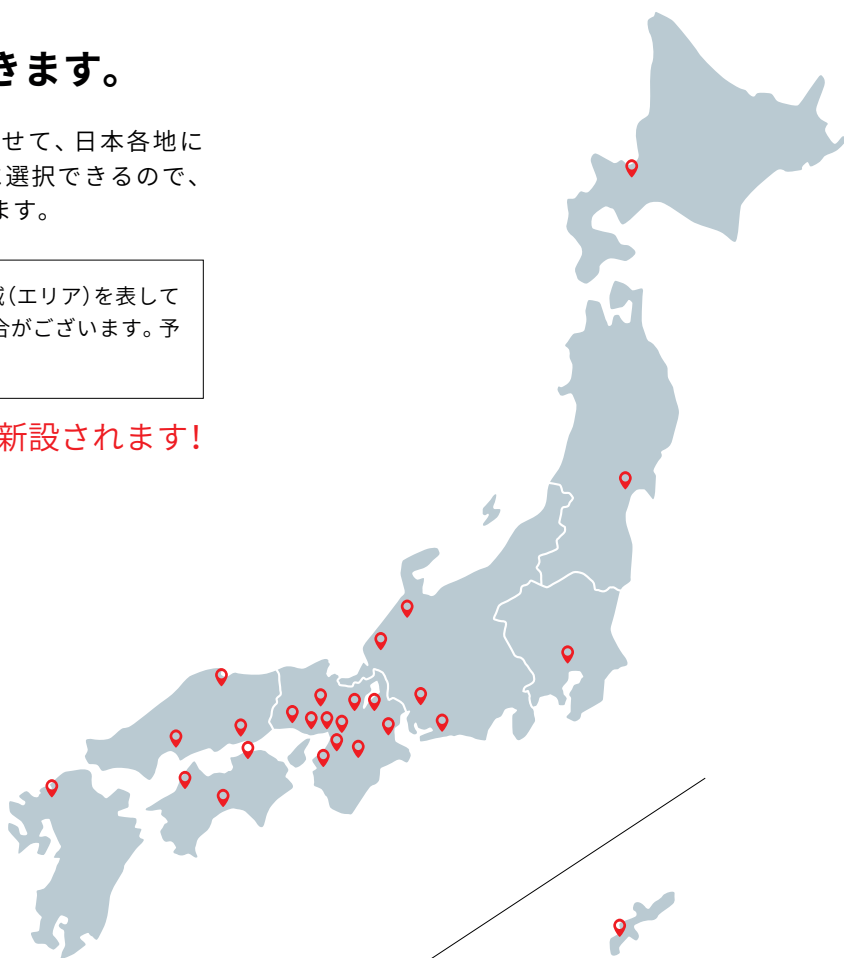 きます。
せて、日本各地に
選択できるので、
ます。
(エリア)を表して
合がございます。予
新設されます!